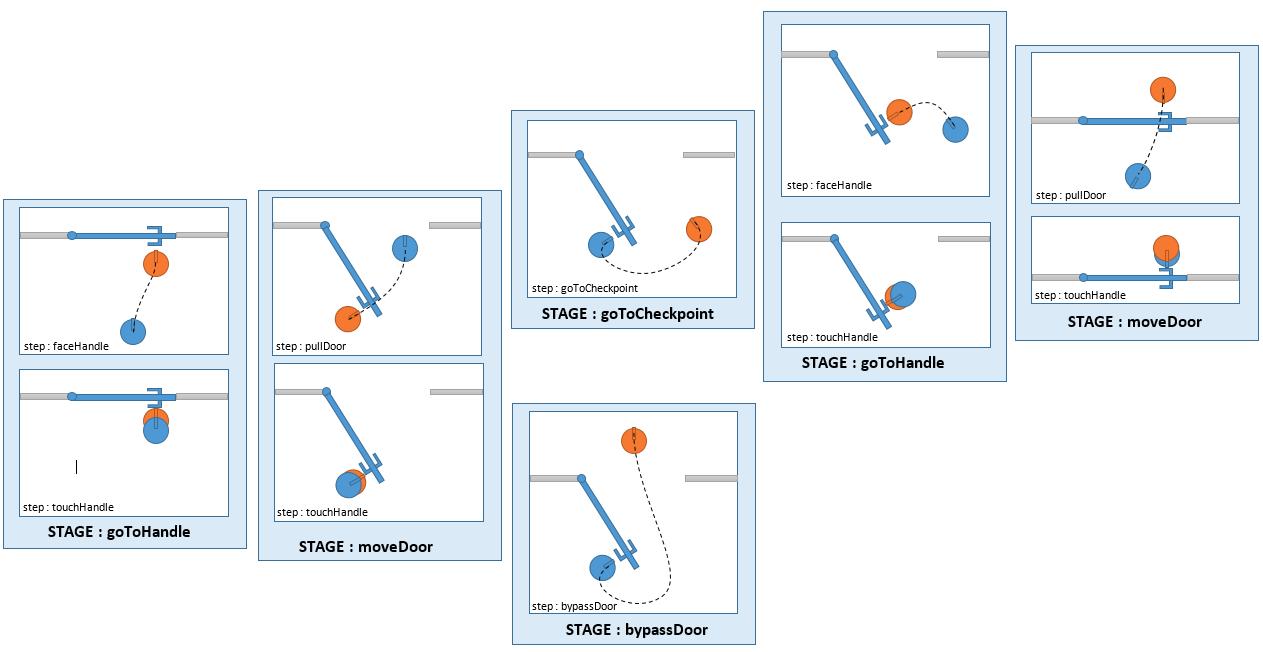 step : faceHandle
step : touchHandle
STAGE : goToHandle
step : pullDoor
step : touchHandle
STAGE : moveDoor
step : goToCheckpoint
STAGE : goToCheckpoint
step : bypassDoor
STAGE : bypassDoor
step : faceHandle
step : touchHandle
STAGE : goToHandle
step : pullDoor
step : touchHandle
STAGE : moveDoor